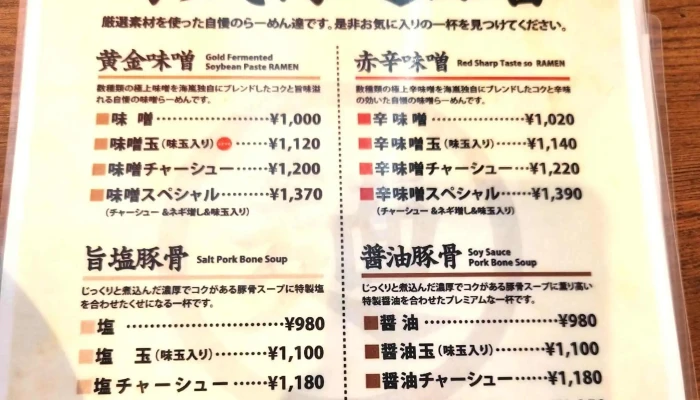 厳選素材を使った自慢のらーめん達です。是非お気に入りの一杯を見つけてください。
黄金味噌 Gold Fermented
Soybean Paste RAMEN
数種類の極上味噌を海嵐独自にブレンドしたコクと旨味溢
れる自慢の味噌らーめんです。
味 噌 ¥1,000
味噌玉(味玉入り) ¥1,120
味噌チャーシュー ¥1,200
味噌スペシャル ¥1,370
(チャーシュー &ネギ増し&味玉入り)
赤辛味噌 Red Sharp Taste so RAMEN
数種類の極上辛味噌を海嵐独自にブレンドしたコクと辛味
の効いた自慢の味噌らーめんです。
辛味噌 ¥1,020
辛味噌玉(味玉入り) ¥1,140
辛味噌チャーシュー ¥1,220
辛味噌スペシャル ¥1,390
(チャーシュー &ネギ増し&味玉入り)
旨塩豚骨 Salt Pork Bone Soup
じっくりと煮込んだ濃厚でコクがある豚骨スープに特製塩
を合わせたくせになる一杯です。
塩 ¥980
塩 玉(味玉入り) ¥1,100
塩チャーシュー ¥1,180
醤油豚骨 Soy Sauce
Pork Bone Soup
じっくりと煮込んだ濃厚でコクがある豚骨スープに薫り高い
特製醤油を合わせたプレミアムな一杯です。
醤油 ¥980
醤油玉(味玉入り) ¥1,100
醤油チャーシュー ¥1,180